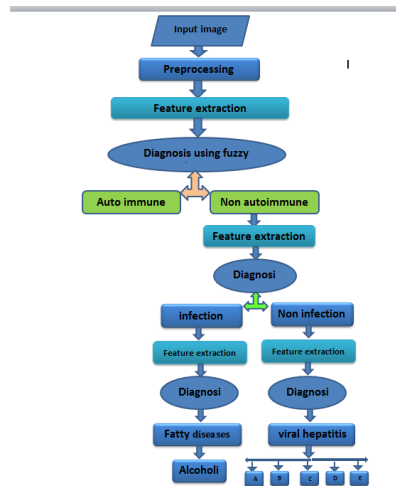 Input image
Preprocessing
Feature extraction
Diagnosis using fuzzy
Auto immune
Non autoimmune
Feature extraction
Diagnosi
infection
Non infection
Feature extraction
Feature extraction
Diagnosi
Diagnosi
Fatty diseases
viral hepatitis
Alcoholi
A
B
C
D
E